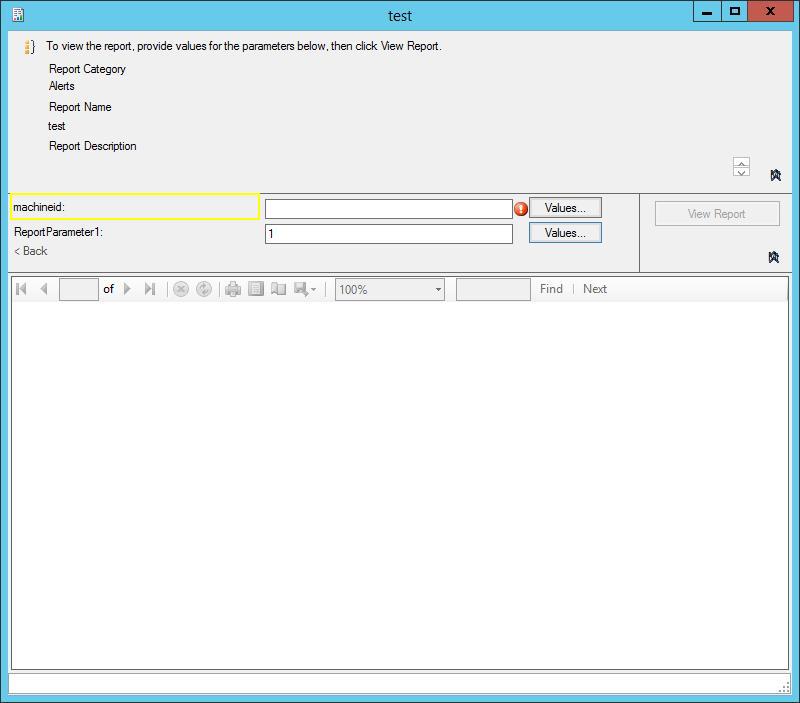 test
To view the report, provide values for the parameters below, then click View Report.
Report Category
Alerts
Report Name
test
Report Description
machineid:
Values...
View Report
ReportParameter1:
1
Values...
< Back
of
100%
Find
Next